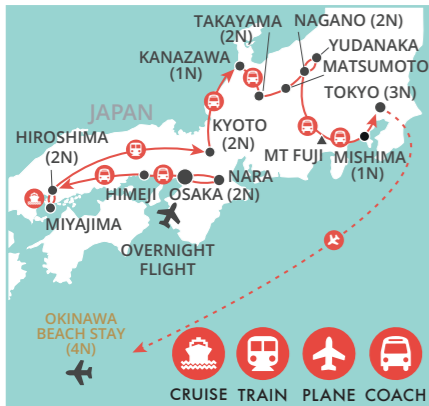 TAKAYAMA
(2N)
NAGANO (2N)
KANAZAWA
(1N)
YUDANAKA
MATSUMOTO
TOKYO (3N)
JAPAN
HIROSHIMA
(2N)
KYOTO
(2N)
MT FUJI
MISHIMA
(1N)
HIMEJI
OSAKA (2N)
NARA
MIYAJIMA
OVERNIGHT
FLIGHT
OKINAWA
BEACH STAY
(4N)
CRUISE
TRAIN
PLANE
COACH